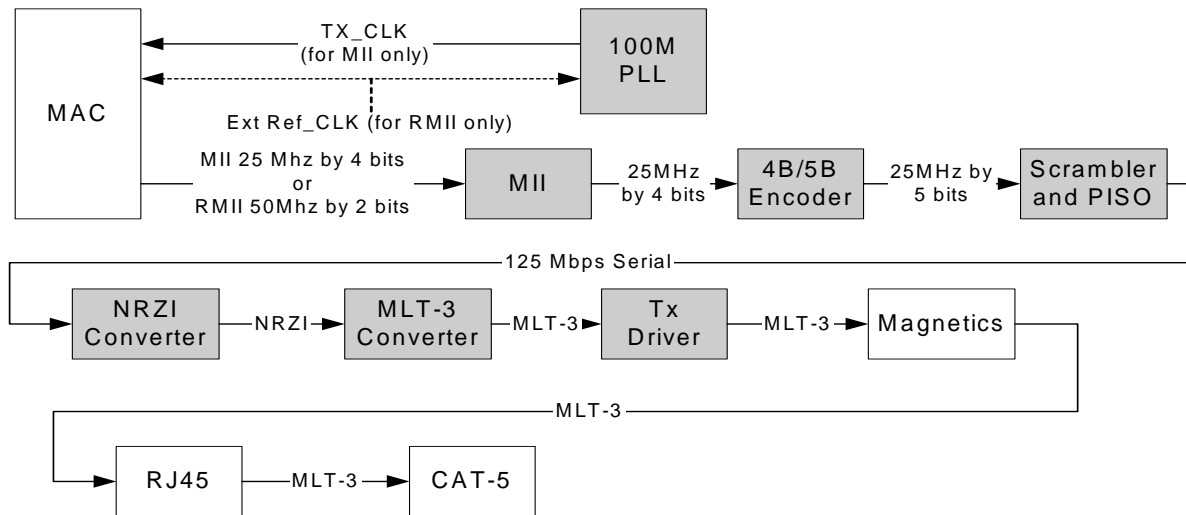 TX_CLK
(for MII only)
100M
PLL
MAC
Ext Ref_CLK (for RMII only)
MII 25 Mhz by 4 bits
or
RMII 50Mhz by 2 bits
MII
25MHz
by 4 bits
4B/5B
Encoder
25MHz by
5 bits
Scrambler
and PISO
125 Mbps Serial
NRZI
Converter
NRZI
MLT-3
Converter
MLT-3
Tx
Driver
MLT-3
Magnetics
MLT-3
RJ45
MLT-3
CAT-5